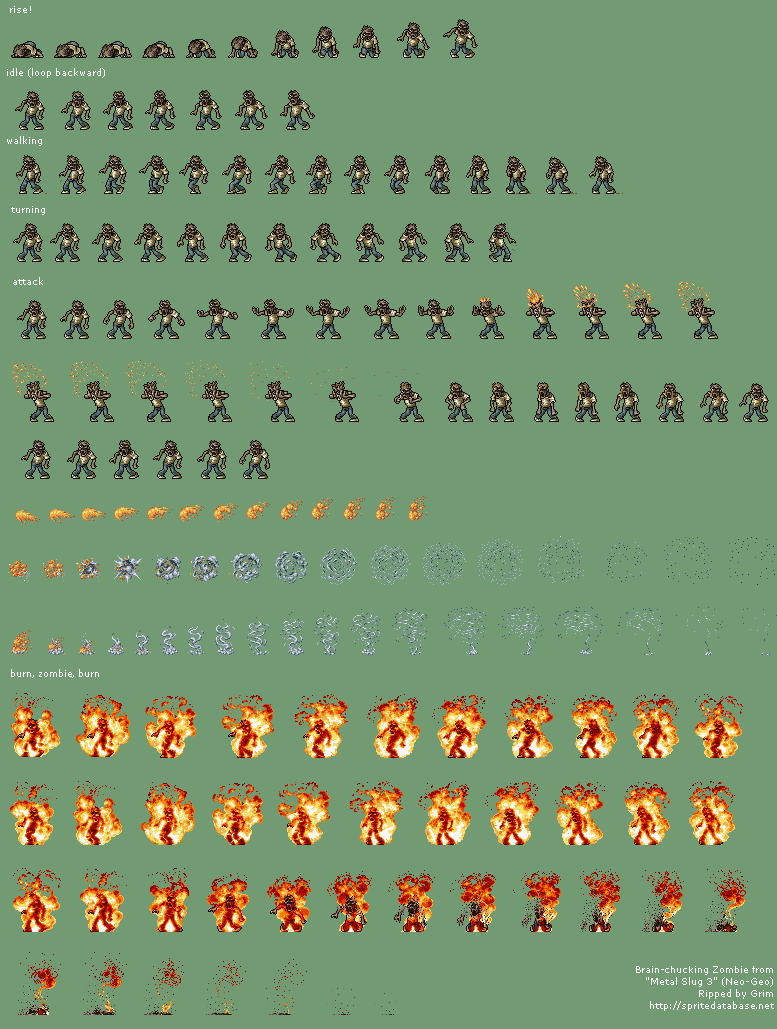 rise!
idle (loop backward)
walking
turning
attack
burn, zombie, burn
Brain-chucking Zombie from
"Metal Slug 3" (Neo-Geo)
Ripped by Grim
http://spritedatabase.net